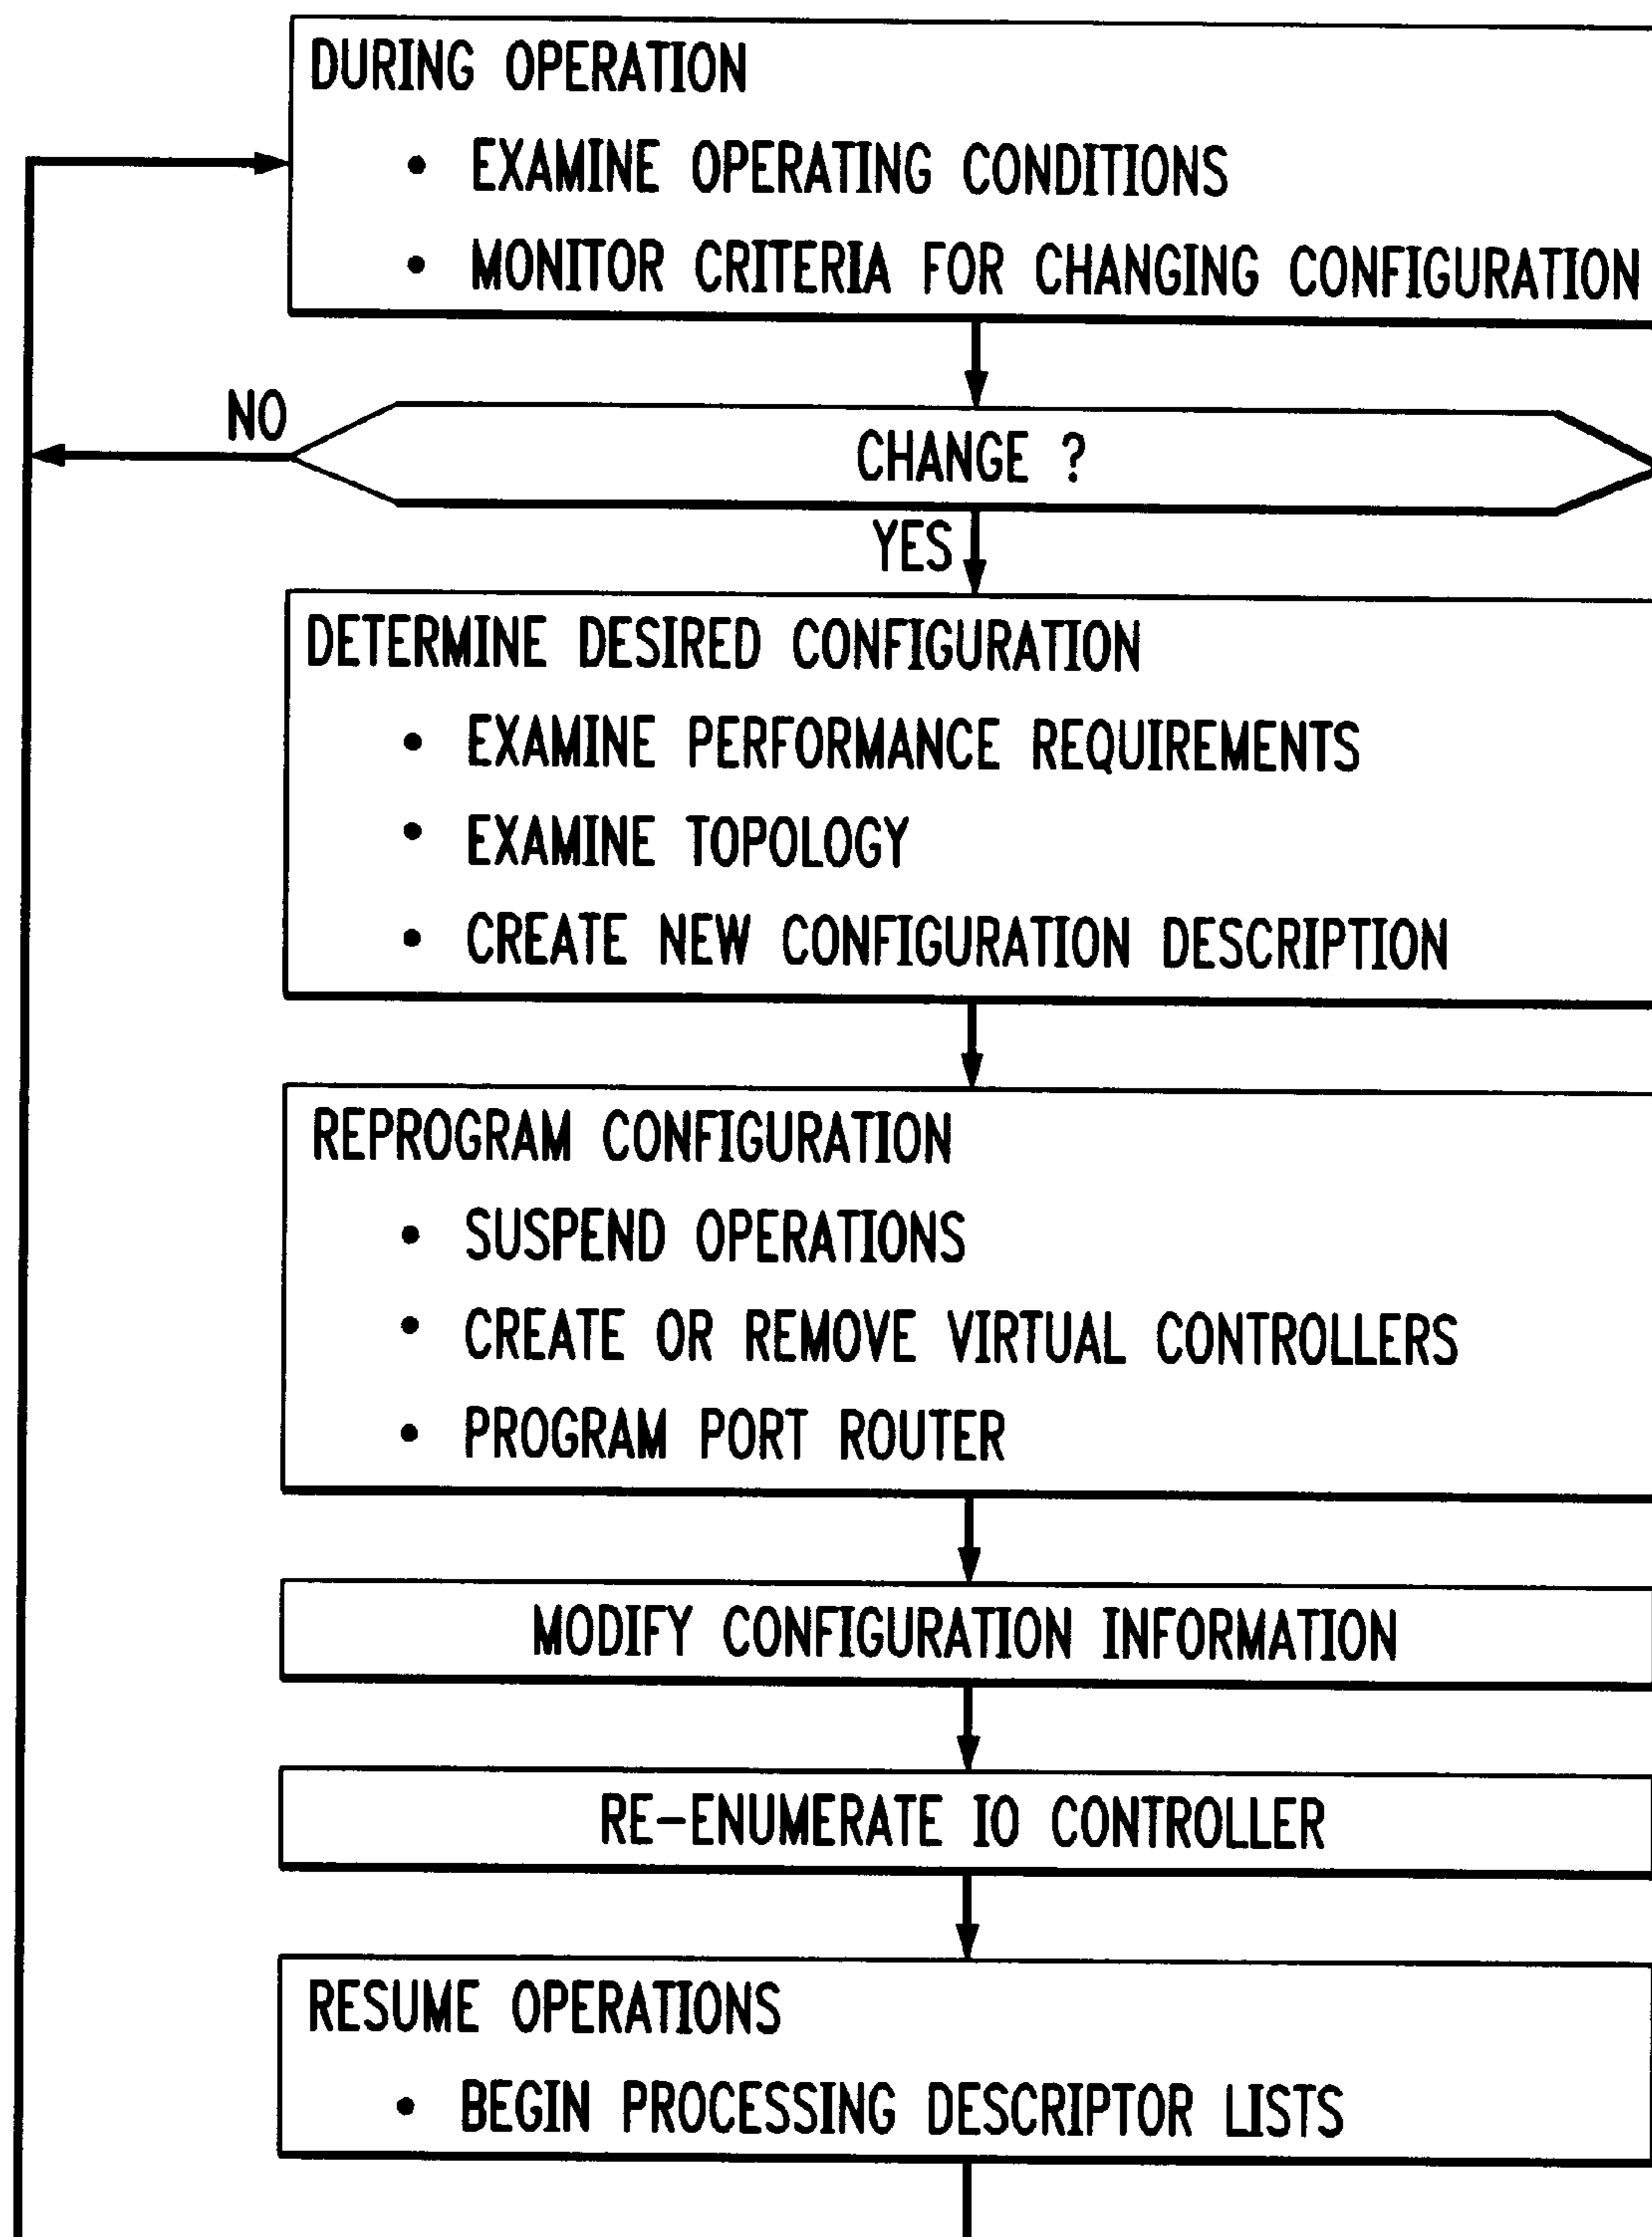 DURING OPERATION
• EXAMINE OPERATING CONDITIONS
• MONITOR CRITERIA FOR CHANGING CONFIGURATION
NO
CHANGE ?
YES
DETERMINE DESIRED CONFIGURATION
• EXAMINE PERFORMANCE REQUIREMENTS
• EXAMINE TOPOLOGY
• CREATE NEW CONFIGURATION DESCRIPTION
REPROGRAM CONFIGURATION
• SUSPEND OPERATIONS
• CREATE OR REMOVE VIRTUAL CONTROLLERS
• PROGRAM PORT ROUTER
MODIFY CONFIGURATION INFORMATION
RE-ENUMERATE IO CONTROLLER
RESUME OPERATIONS
• BEGIN PROCESSING DESCRIPTOR LISTS